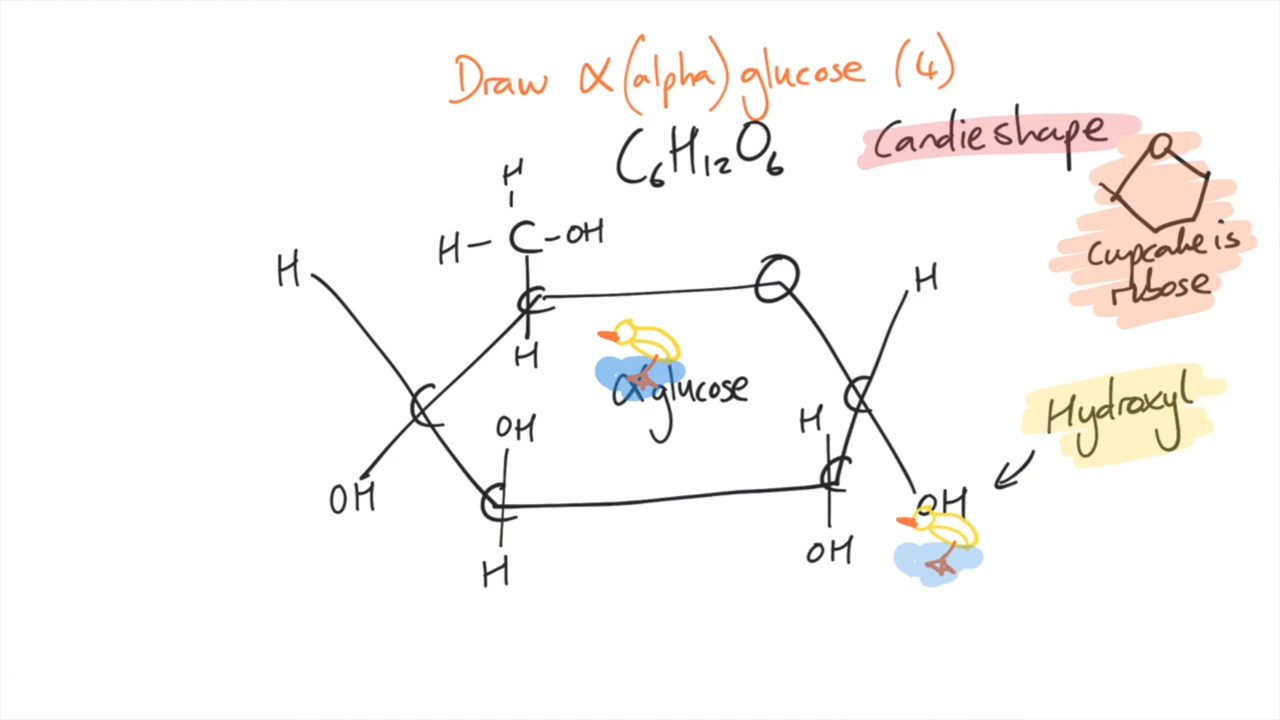 Draw α(alpha) glucose (4)
C6H12O6
Candie shape
O
Cupcake is
ribose
H
H
H-C-OH
C
O
H
H
α glucose
C
C
Hydroxyl
OH
H
OH
C
C
OH
OH
H